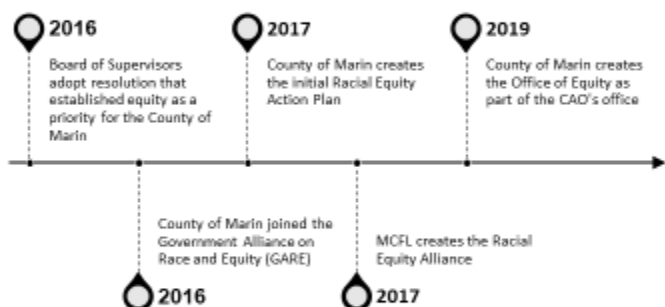 2016
Board of Supervisors
adopt resolution that
established equity as a
priority for the County of
Marin
2017
County of Marin creates
the initial Racial Equity
Action Plan
2019
County of Marin creates
the Office of Equity as
part of the CAO's office
County of Marin joined the
Government Alliance on
Race and Equity (GARE)
2016
MCFL creates the Racial
Equity Alliance
2017